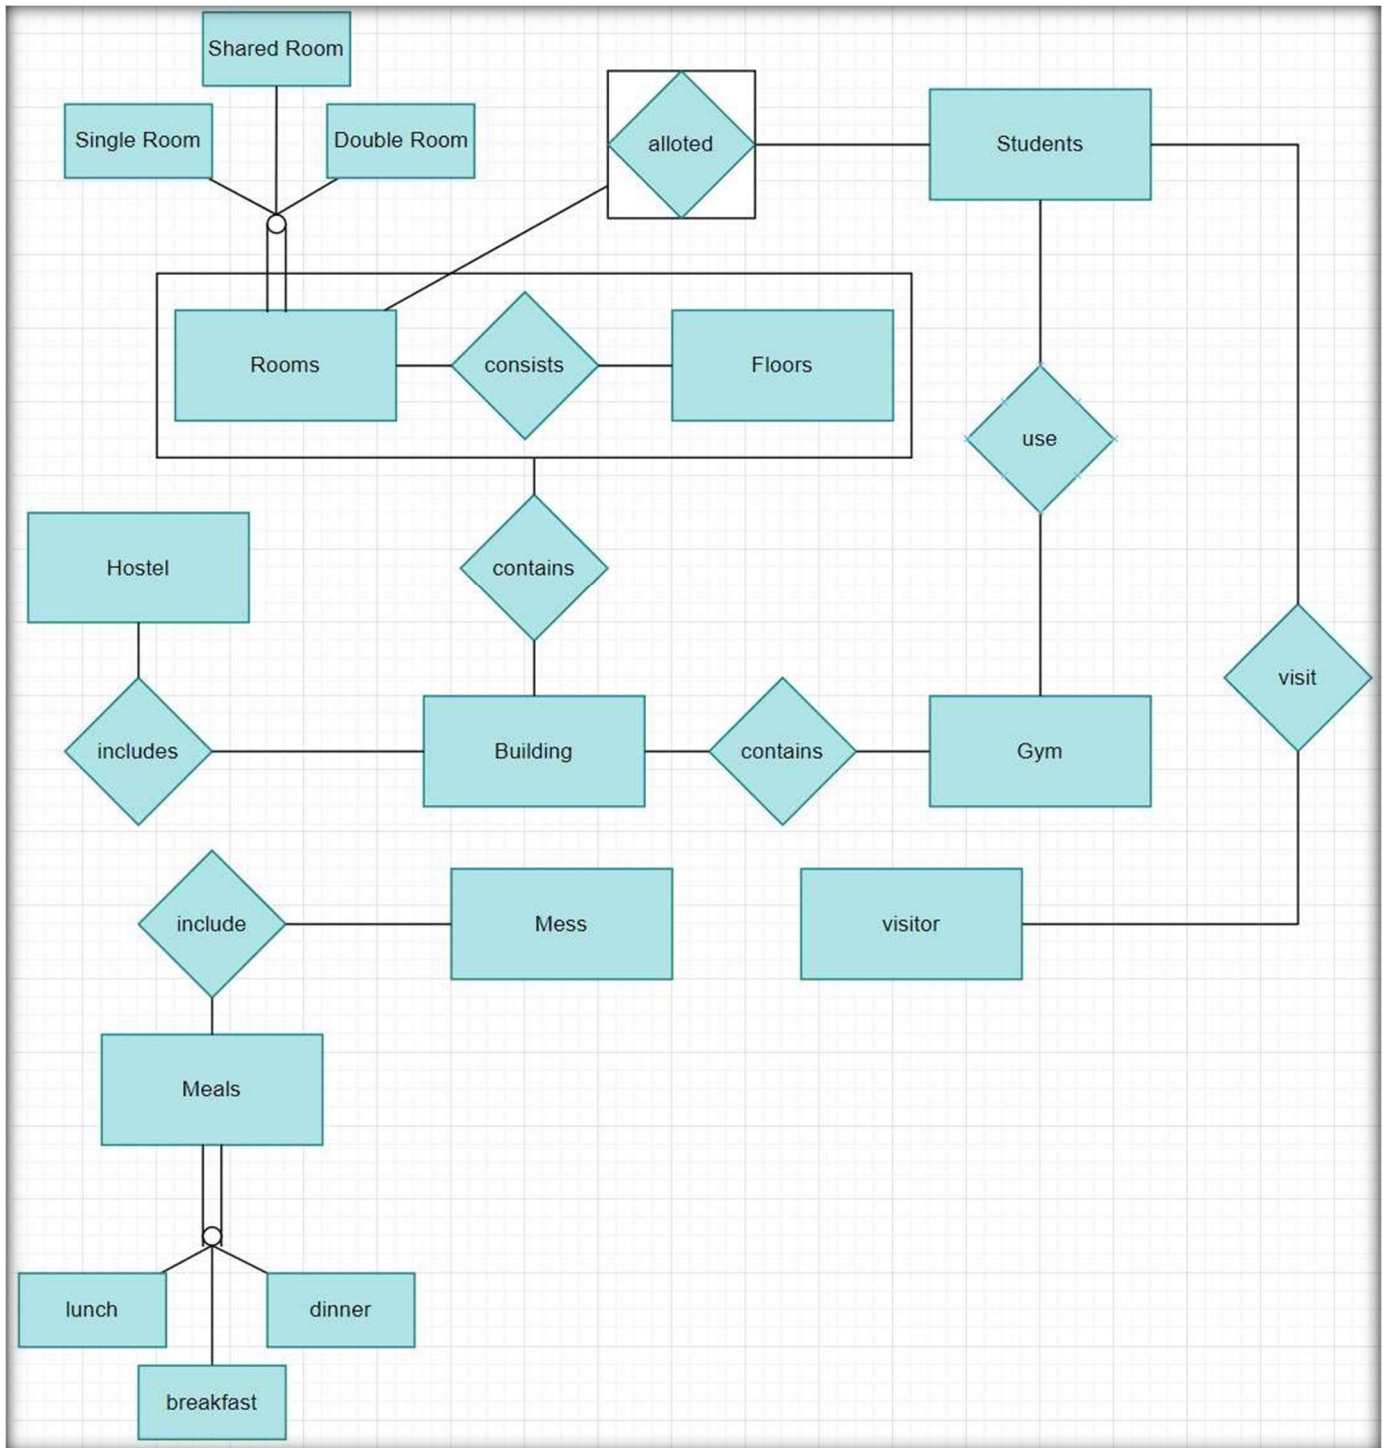 Shared Room
Single Room
Double Room
alloted
Students
Rooms
consists
Floors
use
Hostel
contains
visit
includes
Building
contains
Gym
include
Mess
visitor
Meals
lunch
dinner
breakfast